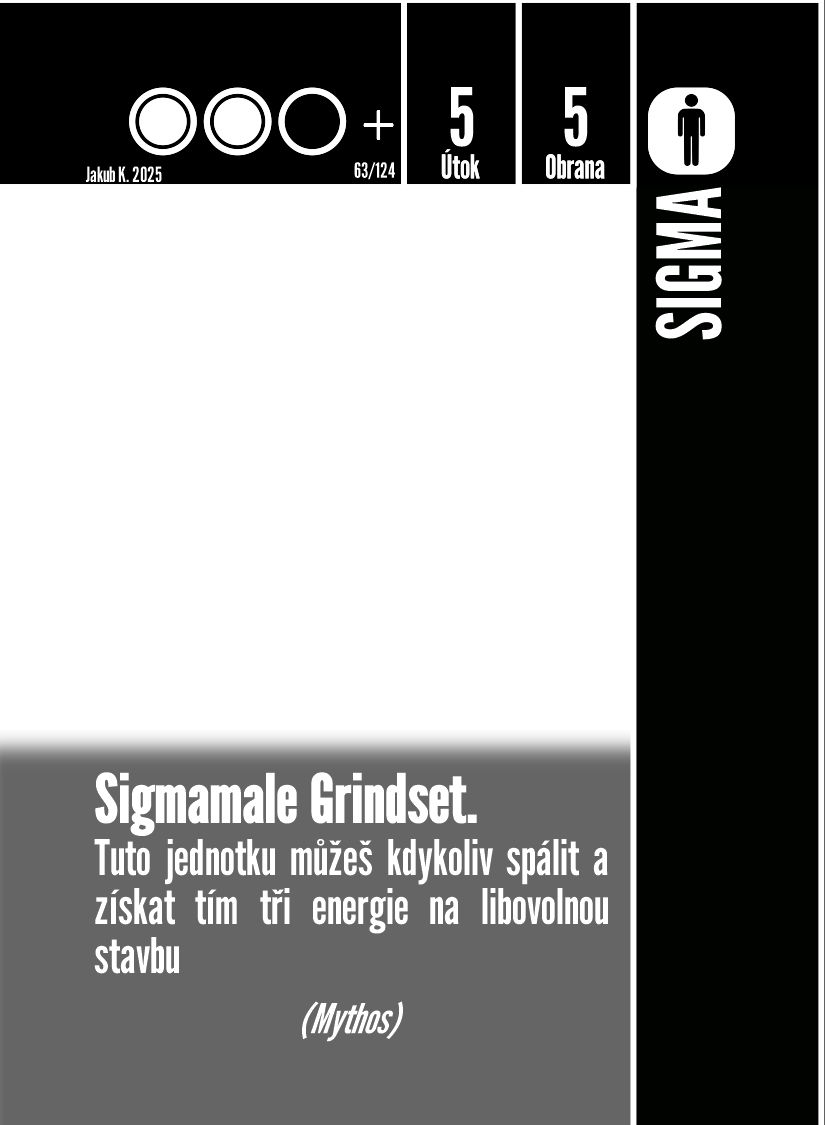 +
5
Útok
5
Obrana
Jakub K. 2025
63/124
SIGMA
Sigmamale Grindset.
Tuto jednotku můžeš kdykoliv spálit a
získat tím tři energie na libovolnou
stavbu
(Mythos)